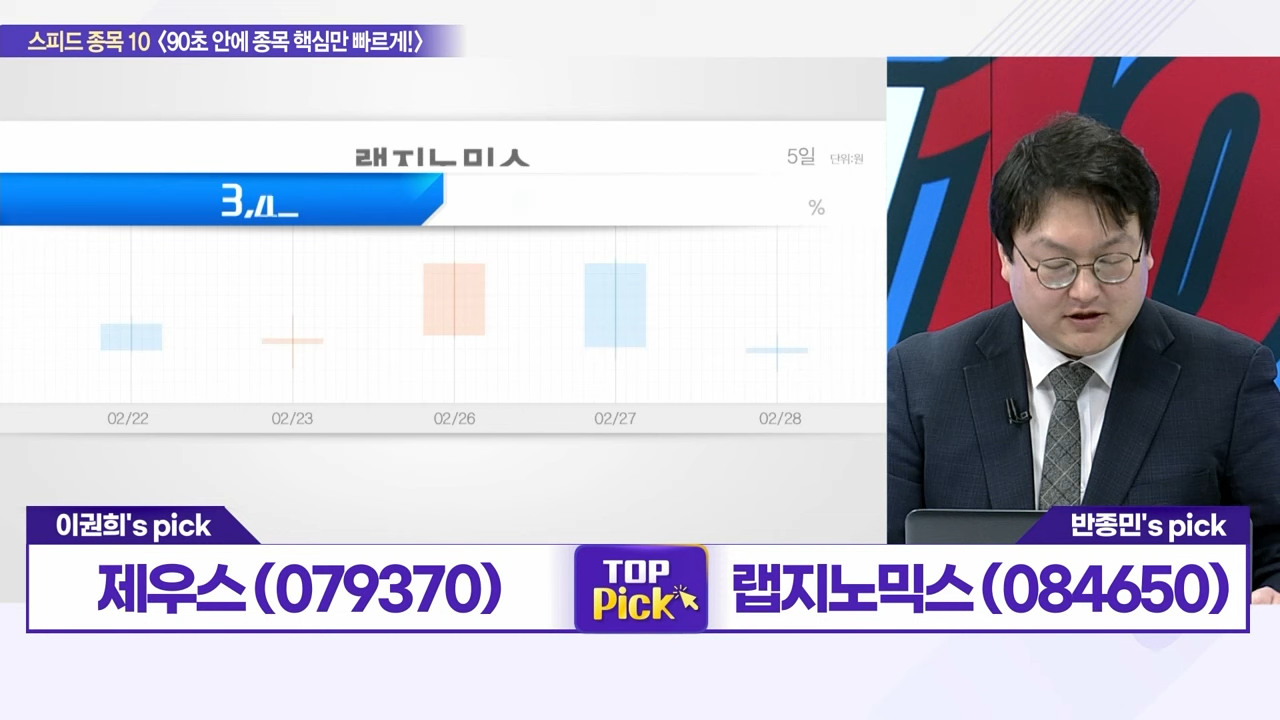 스피드 종목 10 <90초 안에 종목 핵심만 빠르게!>
5일 단위:원
%
02/22 02/23 02/26 02/27 02/28
10
이권희's pick
반종민's pick
제우스(079370)
TOP
Pick
랩지노믹스(084650)